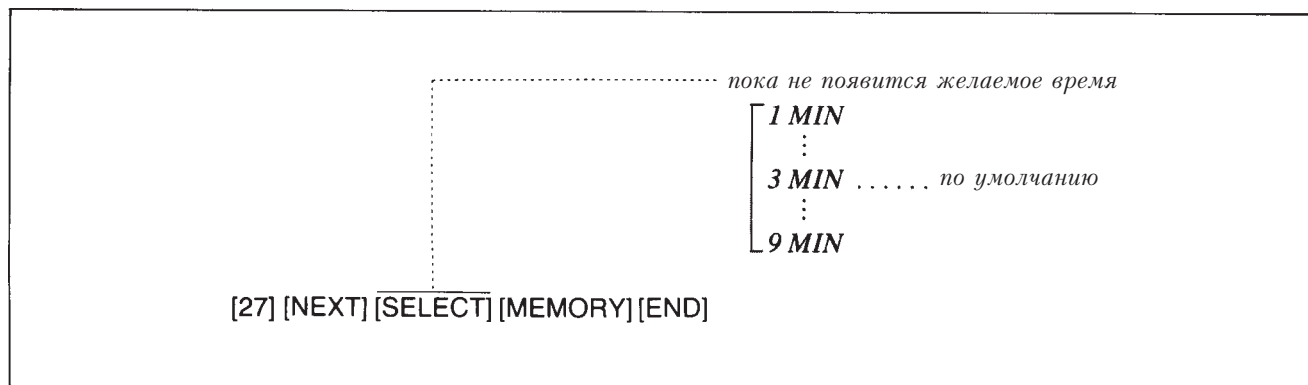 пока не появится желаемое время
1 MIN
⋮
3 MIN ...... по умолчанию
⋮
9 MIN
[27] [NEXT] [SELECT] [MEMORY] [END]